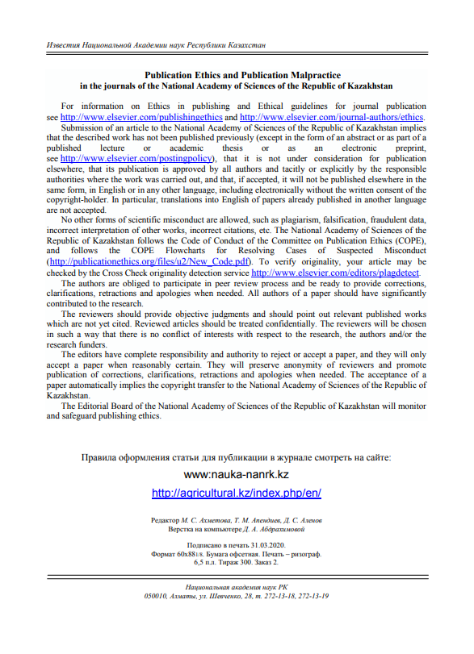 Известия Национальной Академии наук Республики Казахстан
Publication Ethics and Publication Malpractice
in the journals of the National Academy of Sciences of the Republic of Kazakhstan
For information on Ethics in publishing and Ethical guidelines for journal publication
see http://www.elsevier.com/publishingethics and http://www.elsevier.com/journal-authors/ethics.
Submission of an article to the National Academy of Sciences of the Republic of Kazakhstan implies
that the described work has not been published previously (except in the form of an abstract or as part of a
published lecture or academic thesis or as an electronic preprint,
see http://www.elsevier.com/postingpolicy), that it is not under consideration for publication
elsewhere, that its publication is approved by all authors and tacitly or explicitly by the responsible
authorities where the work was carried out, and that, if accepted, it will not be published elsewhere in the
same form, in English or in any other language, including electronically without the written consent of the
copyright-holder. In particular, translations into English of papers already published in another language
are not accepted.
No other forms of scientific misconduct are allowed, such as plagiarism, falsification, fraudulent data,
incorrect interpretation of other works, incorrect citations, etc. The National Academy of Sciences of the
Republic of Kazakhstan follows the Code of Conduct of the Committee on Publication Ethics (COPE),
and follows the COPE Flowcharts for Resolving Cases of Suspected Misconduct
(http://publicationethics.org/files/u2/New_Code.pdf). To verify originality, your article may be
checked by the Cross Check originality detection service http://www.elsevier.com/editors/plagdetect.
The authors are obliged to participate in peer review process and be ready to provide corrections,
clarifications, retractions and apologies when needed. All authors of a paper should have significantly
contributed to the research.
The reviewers should provide objective judgments and should point out relevant published works
which are not yet cited. Reviewed articles should be treated confidentially. The reviewers will be chosen
in such a way that there is no conflict of interests with respect to the research, the authors and/or the
research funders.
The editors have complete responsibility and authority to reject or accept a paper, and they will only
accept a paper when reasonably certain. They will preserve anonymity of reviewers and promote
publication of corrections, clarifications, retractions and apologies when needed. The acceptance of a
paper automatically implies the copyright transfer to the National Academy of Sciences of the Republic of
Kazakhstan.
The Editorial Board of the National Academy of Sciences of the Republic of Kazakhstan will monitor
and safeguard publishing ethics.
Правила оформления статьи для публикации в журнале смотреть на сайте:
www:nauka-nanrk.kz
http://agricultural.kz/index.php/en/
Редактор М. С. Ахметова, Т. М. Апендиев, Д. С. Аленов
Верстка на компьютере Д. А. Абдрахимовой
Подписано в печать 31.03.2020.
Формат 60х881/8. Бумага офсетная. Печать – ризограф.
6,5 п.л. Тираж 300. Заказ 2.
Национальная академия наук РК
050010, Алматы, ул. Шевченко, 28, т. 272-13-18, 272-13-19